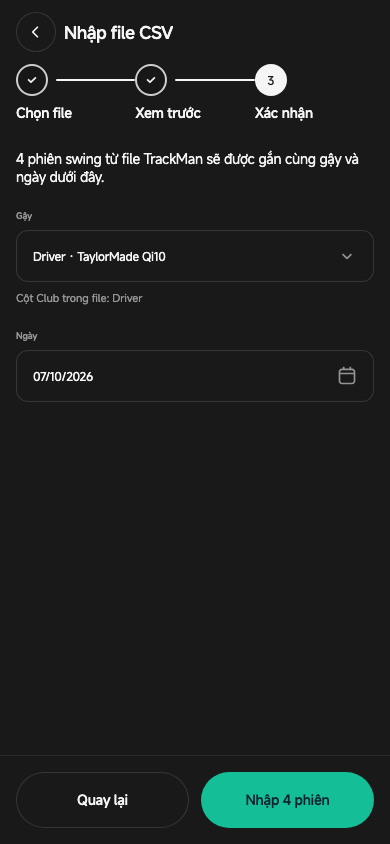 Nhập file CSV
3
Chọn file
Xem trước
Xác nhận
4 phiên swing từ file TrackMan sẽ được gắn cùng gậy và
ngày dưới đây.
Gậy
Driver · TaylorMade Qi10
Cột Club trong file: Driver
Ngày
07/10/2026
Quay lại
Nhập 4 phiên